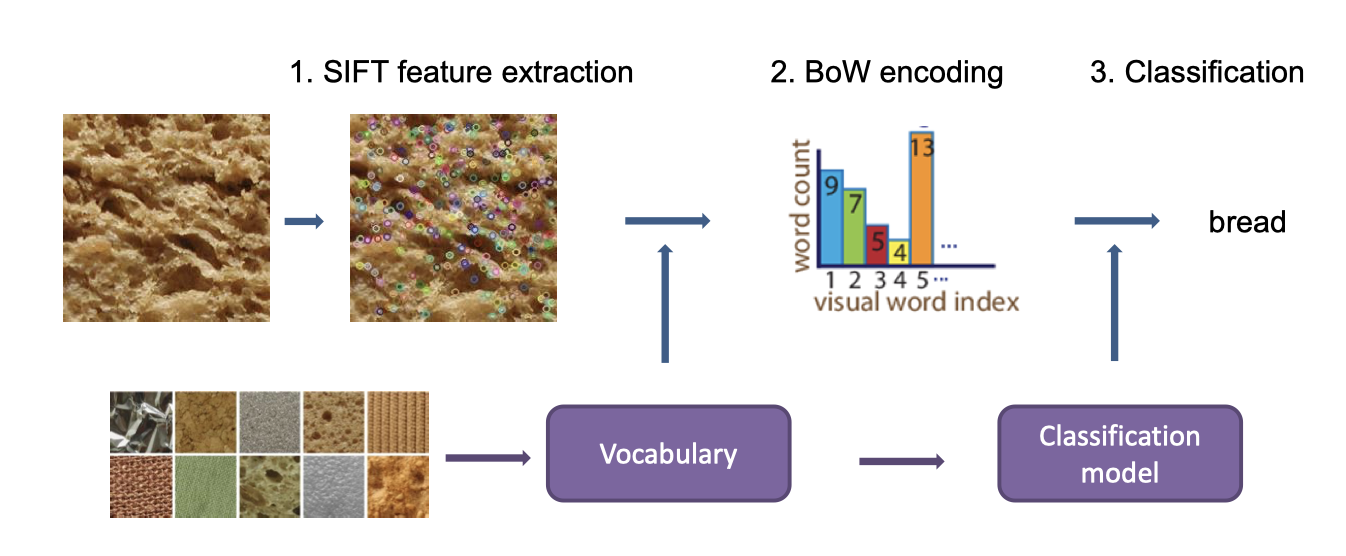 1. SIFT feature extraction
2. BoW encoding
3. Classification
word count
9
7
5
4
13
...
1 2 3 4 5...
visual word index
bread
Vocabulary
Classification
model